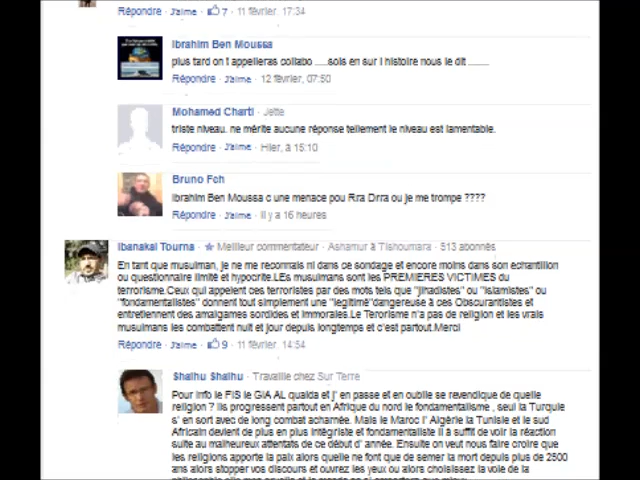 Répondre · J'aime · 7 · 11 février, 17:34
Ibrahim Ben Moussa
plus tard on t appelleras collabo .....sois en sur l histoire nous le dit ........
Répondre · J'aime · 12 février, 07:50
Mohamed Charti · Jette
triste niveau. ne mérite aucune réponse tellement le niveau est lamentable.
Répondre · J'aime · Hier, à 15:10
Bruno Fch
Ibrahim Ben Moussa c une menace pou Rra Drra ou je me trompe ????
Répondre · J'aime · Il y a 16 heures
Ibanakal Tourna · Meilleur commentateur · Ashamur à Tishoumara · 513 abonnés
En tant que musulman, je ne me reconnais ni dans ce sondage et encore moins dans son echantillon
ou questionnaire limité et hypocrite.LEs musulmans sont les PREMIERES VICTIMES du
terrorisme.Ceux qui appelent ces terroristes par des mots tels que "jihadistes" ou "islamistes" ou
"fondamentalistes" donnent tout simplement une "legitimé"dangereuse à ces Obscurantistes et
entretiennent des amalgames sordides et immorales.Le Terorisme n'a pas de religion et les vrais
musulmans les combattent nuit et jour depuis longtemps et c'est partout.Merci
Répondre · J'aime · 9 · 11 février, 14:54
$haihu $haihu · Travaille chez Sur Terre
Pour info le FIS le GIA AL quaida et j' en passe et en oublie se revendique de quelle
religion ? Ils progressent partout en Afrique du nord le fondamentalisme , seul la Turquie
s' en sort avec de long combat acharnée. Mais le Maroc l' Algérie la Tunisie et le sud
Africain devient de plus en plus intégriste et fondamentaliste il à suffit de voir la réaction
suite au malheureux attentats de ce début d' année. Ensuite on veut nous faire croire que
les religions apporte la paix alors quelle ne font que de semer la mort depuis plus de 2500
ans alors stopper vos discours et ouvrez les yeux ou alors choisissez la voie de la